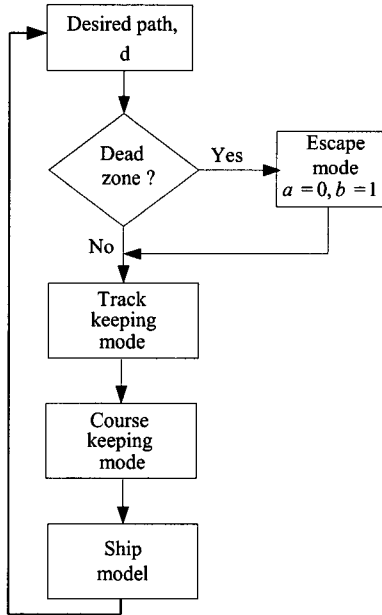 Desired path,
d
Dead
zone ?
Yes
Escape
mode
a = 0, b = 1
No
Track
keeping
mode
Course
keeping
mode
Ship
model